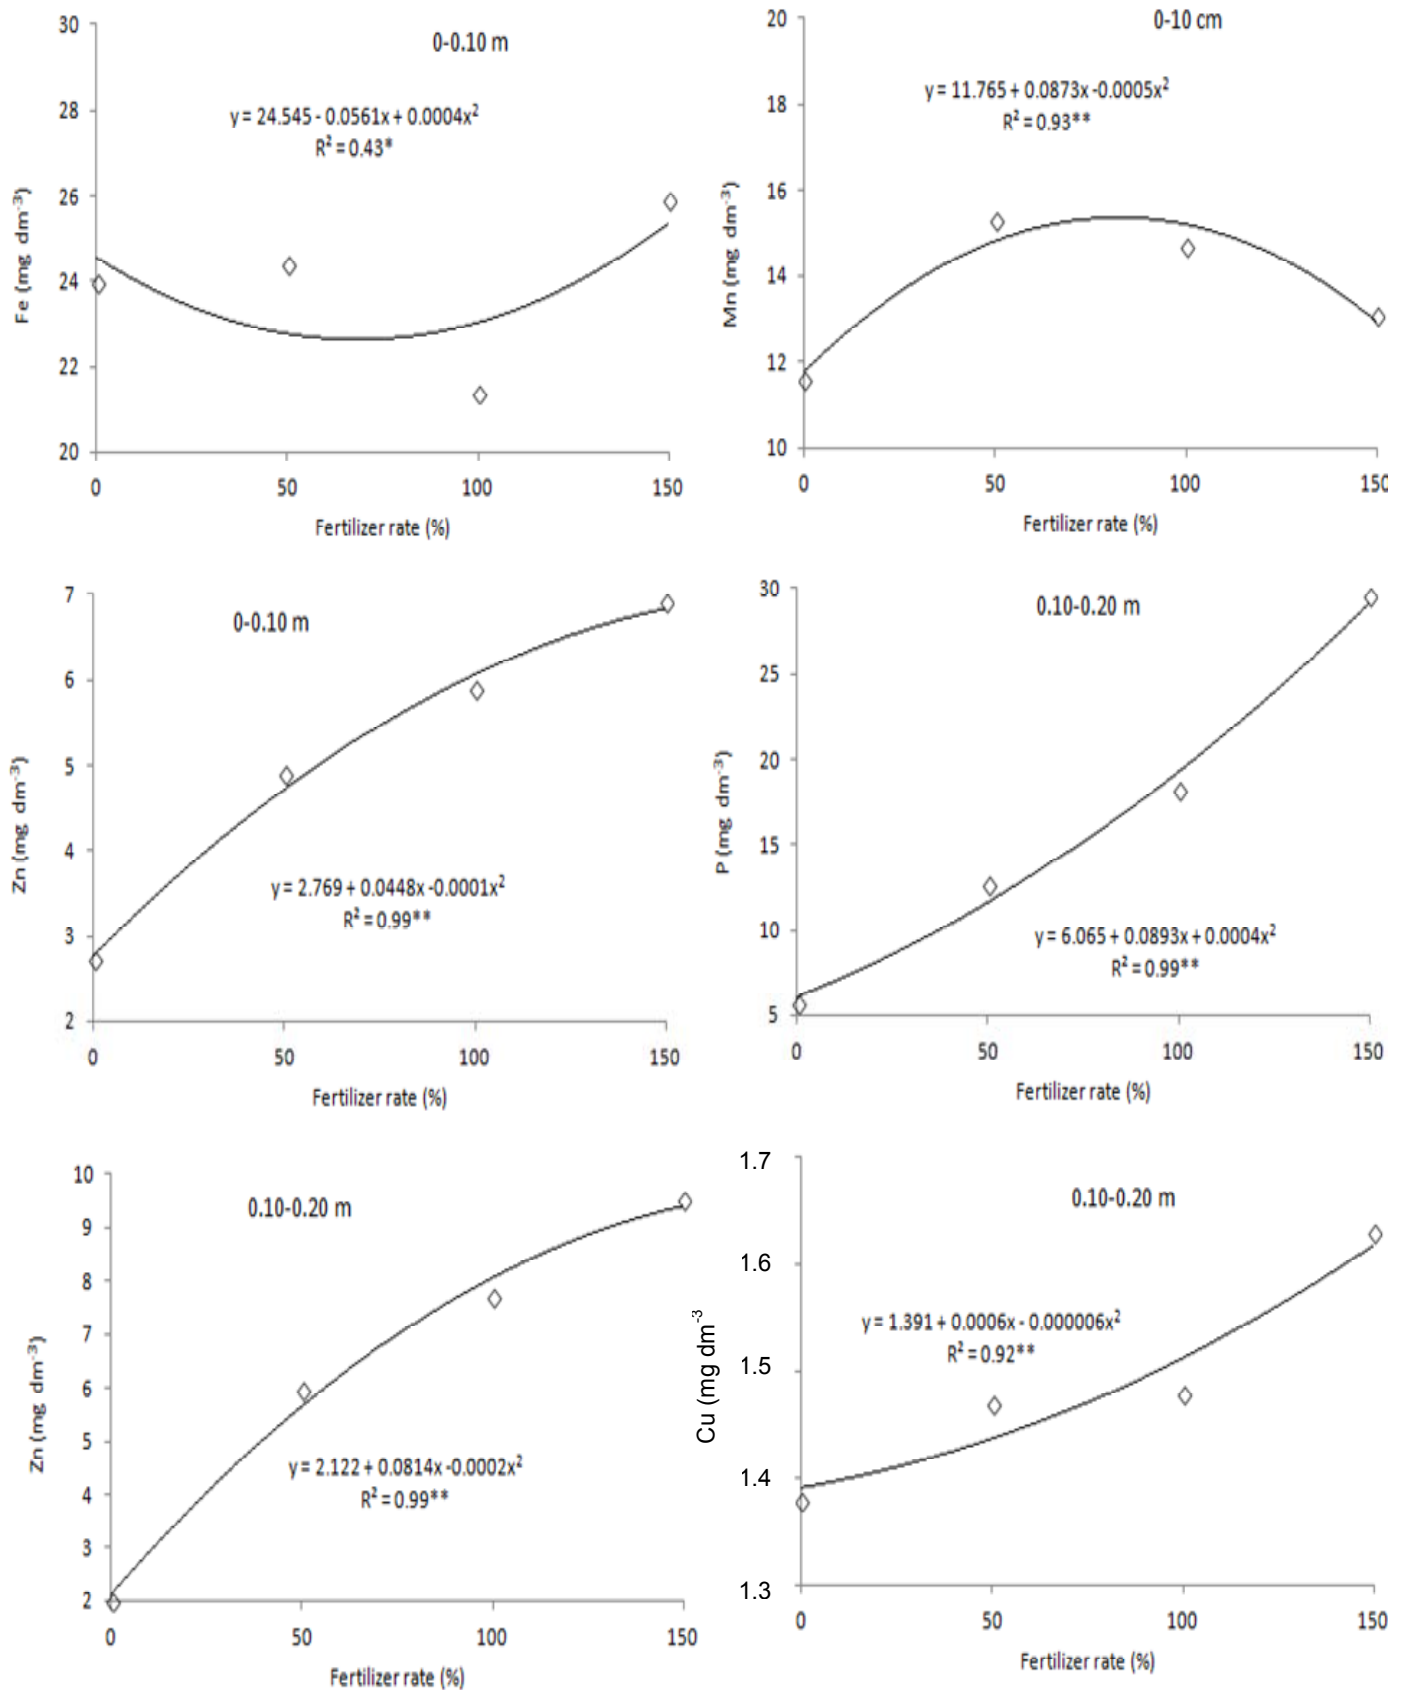 0-0.10 m
y = 24.545 - 0.0561x + 0.0004x²
R² = 0.43*
Fe (mg dm⁻³)
30
28
26
24
22
20
0 50 100 150
Fertilizer rate (%)
0-10 cm
y = 11.765 + 0.0873x -0.0005x²
R² = 0.93**
Mn (mg dm⁻³)
20
18
16
14
12
10
0 50 100 150
Fertilizer rate (%)
0-0.10 m
y = 2.769 + 0.0448x -0.0001x²
R² = 0.99**
Zn (mg dm⁻³)
7
6
5
4
3
2
0 50 100 150
Fertilizer rate (%)
0.10-0.20 m
y = 6.065 + 0.0893x + 0.0004x²
R² = 0.99**
P (mg dm⁻³)
30
25
20
15
10
5
0 50 100 150
Fertilizer rate (%)
0.10-0.20 m
y = 2.122 + 0.0814x -0.0002x²
R² = 0.99**
Zn (mg dm⁻³)
10
9
8
7
6
5
4
3
2
0 50 100 150
Fertilizer rate (%)
0.10-0.20 m
y = 1.391 + 0.0006x - 0.000006x²
R² = 0.92**
Cu (mg dm⁻³
1.7
1.6
1.5
1.4
1.3
0 50 100 150
Fertilizer rate (%)